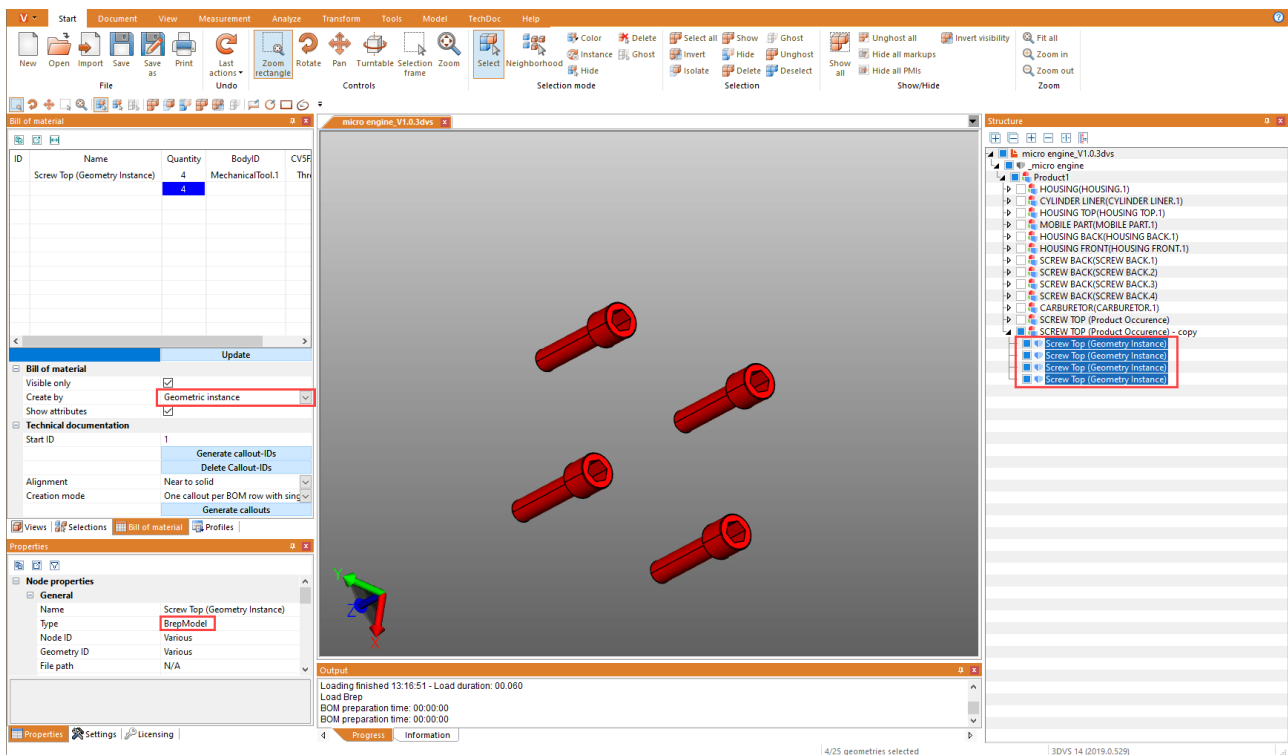 V Start Document View Measurement Analyze Transform Tools Model TechDoc Help
New Open Import Save Save as Print
File
Last actions
Undo
Zoom rectangle Rotate Pan Turntable Selection frame Zoom
Controls
Select Neighborhood Color Delete
Instance Ghost
Hide
Selection mode
Select all Show Ghost
Invert Hide Unghost
Isolate Delete Deselect
Selection
Show all Unghost all Invert visibility
Hide all markups
Hide all PMIs
Show/Hide
Fit all
Zoom in
Zoom out
Zoom
Bill of material
ID Name Quantity BodyID CV5F
Screw Top (Geometry Instance) 4 MechanicalTool.1 Thr
4
Update
Bill of material
Visible only
Create by Geometric instance
Show attributes
Technical documentation
Start ID 1
Generate callout-IDs
Delete Callout-IDs
Alignment Near to solid
Creation mode One callout per BOM row with sing
Generate callouts
Views Selections Bill of material Profiles
Properties
Node properties
General
Name Screw Top (Geometry Instance)
Type BrepModel
Node ID Various
Geometry ID Various
File path N/A
Properties Settings Licensing
micro engine_V1.0.3dvs
Y
Z
X
Output
Loading finished 13:16:51 - Load duration: 00.060
Load Brep
BOM preparation time: 00:00:00
BOM preparation time: 00:00:00
Progress Information
Structure
micro engine_V1.0.3dvs
_micro engine
Product1
HOUSING(HOUSING.1)
CYLINDER LINER(CYLINDER LINER.1)
HOUSING TOP(HOUSING TOP.1)
MOBILE PART(MOBILE PART.1)
HOUSING BACK(HOUSING BACK.1)
HOUSING FRONT(HOUSING FRONT.1)
SCREW BACK(SCREW BACK.1)
SCREW BACK(SCREW BACK.2)
SCREW BACK(SCREW BACK.3)
SCREW BACK(SCREW BACK.4)
CARBURETOR(CARBURETOR.1)
SCREW TOP (Product Occurence)
SCREW TOP (Product Occurence) - copy
Screw Top (Geometry Instance)
Screw Top (Geometry Instance)
Screw Top (Geometry Instance)
Screw Top (Geometry Instance)
4/25 geometries selected
3DVS 14 (2019.0.529)